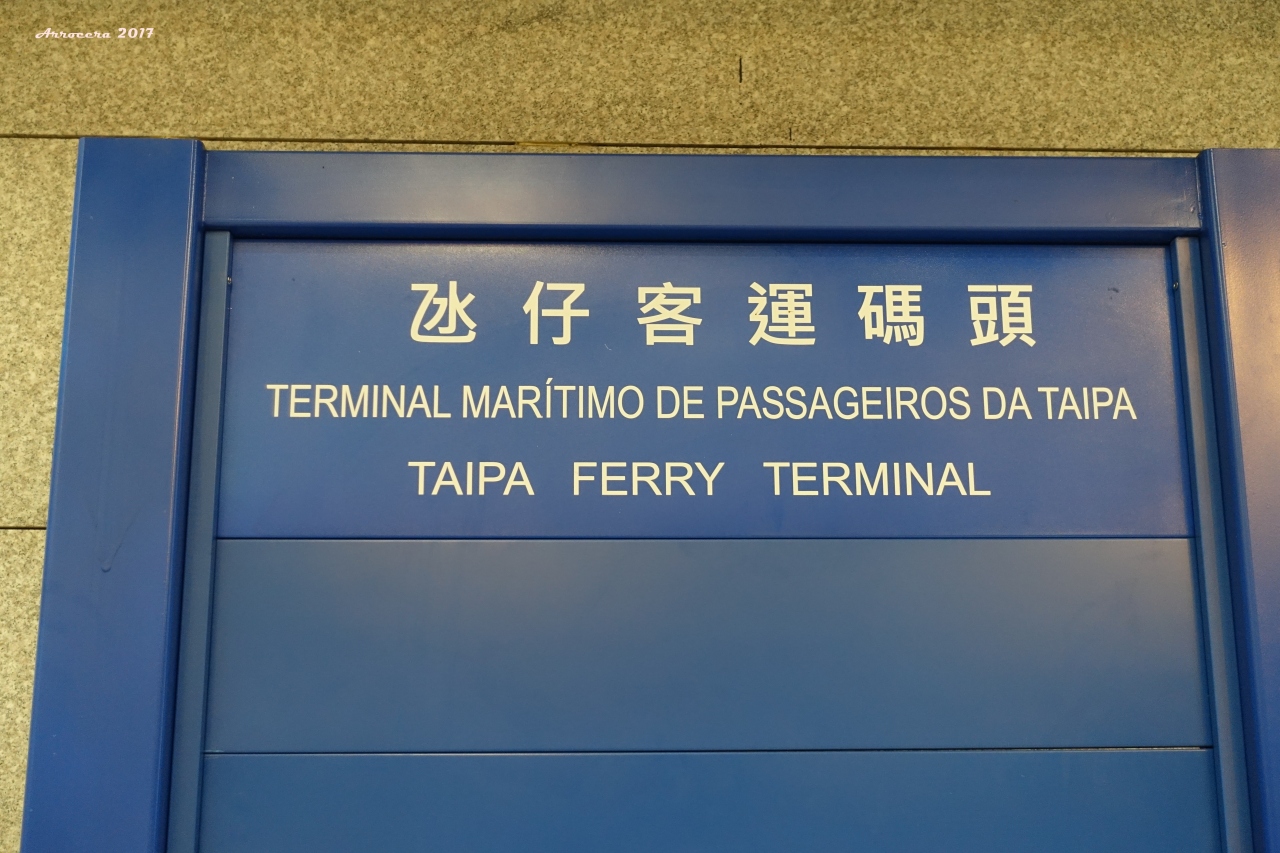 Arrocera 2017
氹仔客運碼頭
TERMINAL MARÍTIMO DE PASSAGEIROS DA TAIPA
TAIPA FERRY TERMINAL